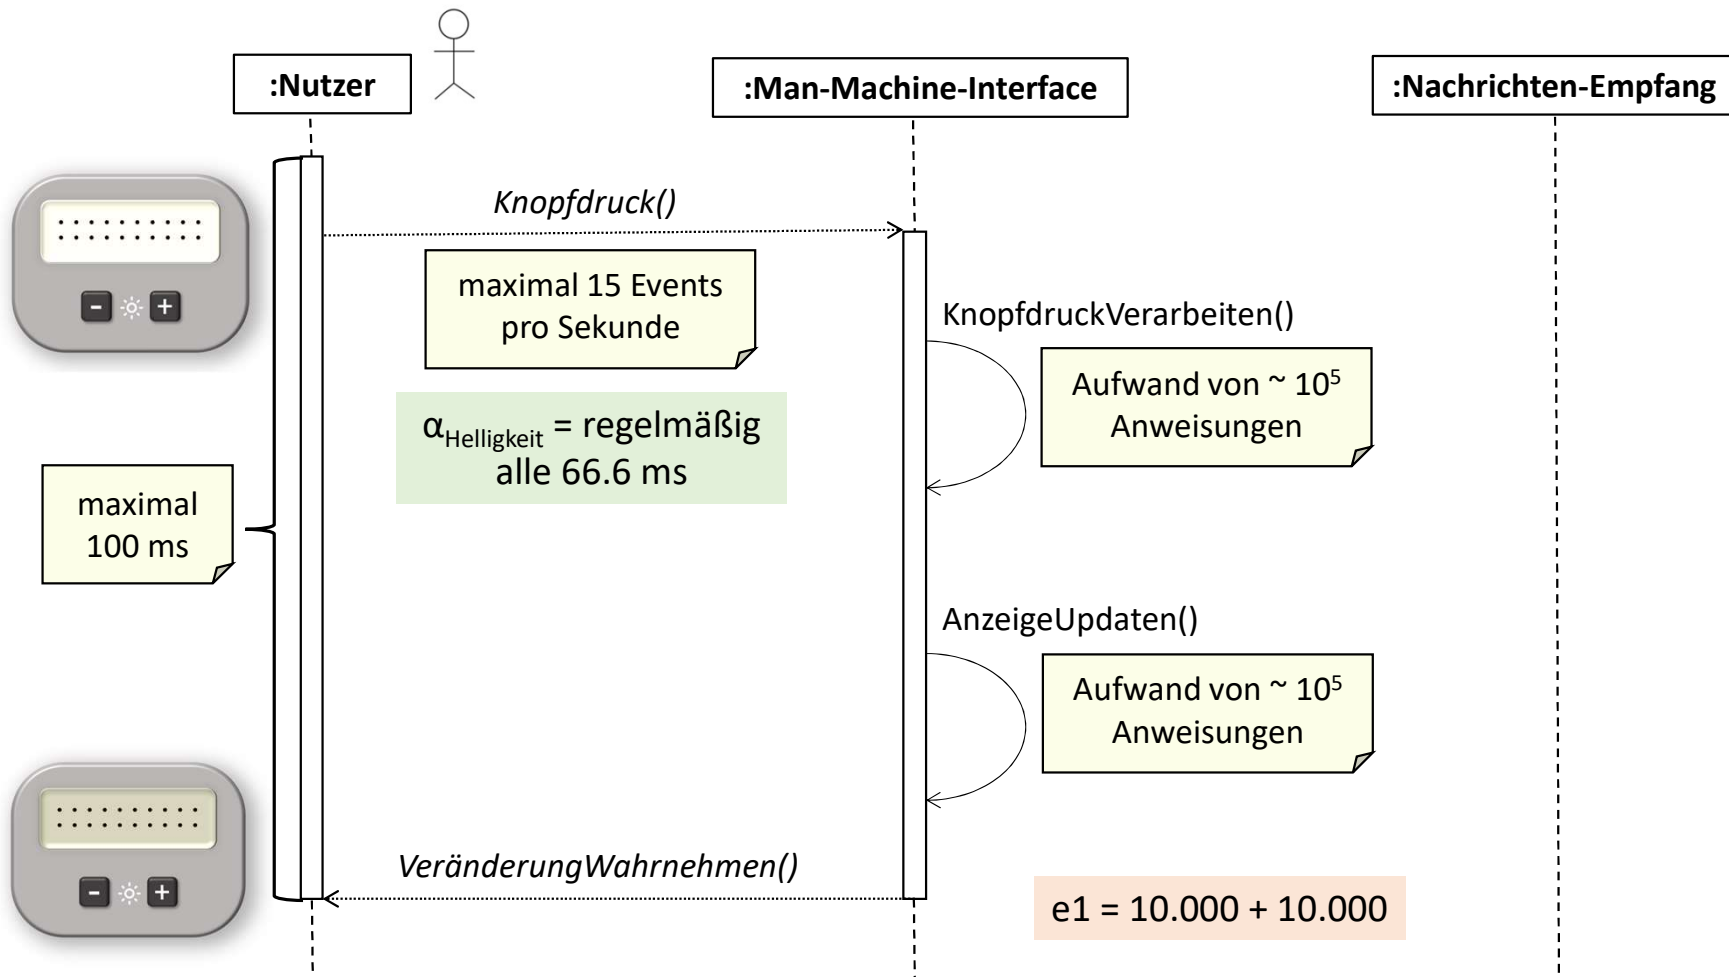 :Nutzer
:Man-Machine-Interface
:Nachrichten-Empfang
Knopfdruck()
maximal 15 Events
pro Sekunde
α_Helligkeit = regelmäßig
alle 66.6 ms
KnopfdruckVerarbeiten()
Aufwand von ~ 10⁵
Anweisungen
- +
maximal
100 ms
AnzeigeUpdaten()
Aufwand von ~ 10⁵
Anweisungen
VeränderungWahrnehmen()
- +
e1 = 10.000 + 10.000